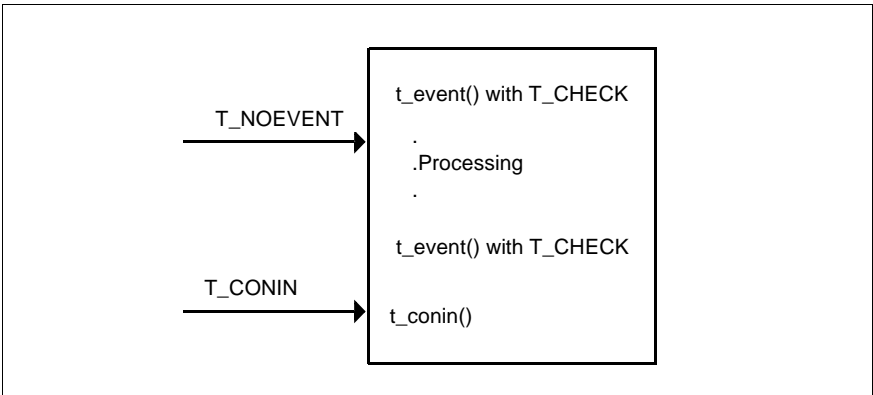 t_event() with T_CHECK
T_NOEVENT
.
.Processing
.
t_event() with T_CHECK
T_CONIN
t_conin()